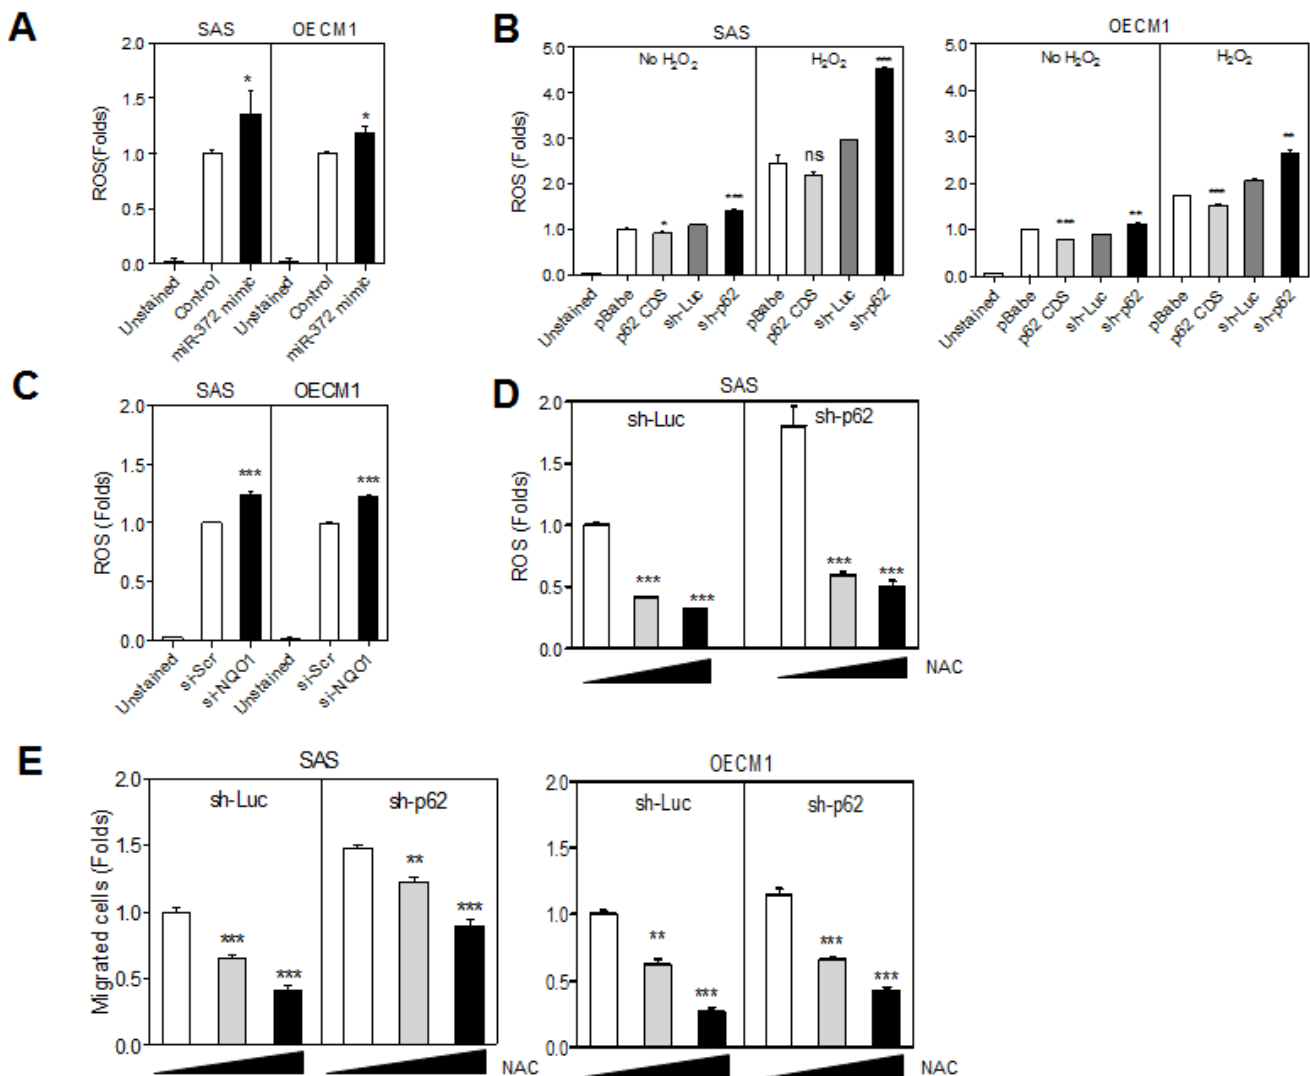 A
SAS
OECM1
ROS(Folds)
2.0
1.5
1.0
0.5
0.0
*
*
Unstained
Control
miR-372 mimic
Unstained
Control
miR-372 mimic
B
SAS
No H₂O₂
H₂O₂
ROS (Folds)
5.0
4.0
3.0
2.0
1.0
0.0
*
***
ns
***
Unstained
pBabe
p62 CDS
sh-Luc
sh-p62
pBabe
p62 CDS
sh-Luc
sh-p62
OECM1
No H₂O₂
H₂O₂
5.0
4.0
3.0
2.0
1.0
0.0
***
**
***
**
Unstained
pBabe
p62 CDS
sh-Luc
sh-p62
pBabe
p62 CDS
sh-Luc
sh-p62
C
SAS
OECM1
ROS (Folds)
2.0
1.5
1.0
0.5
0.0
***
***
Unstained
si-Scr
si-NQO1
Unstained
si-Scr
si-NQO1
D
SAS
sh-Luc
sh-p62
ROS (Folds)
2.0
1.5
1.0
0.5
0.0
***
***
***
***
NAC
E
SAS
sh-Luc
sh-p62
Migrated cells (Folds)
2.0
1.5
1.0
0.5
0.0
***
***
**
***
NAC
OECM1
sh-Luc
sh-p62
2.0
1.5
1.0
0.5
0.0
**
***
***
***
NAC